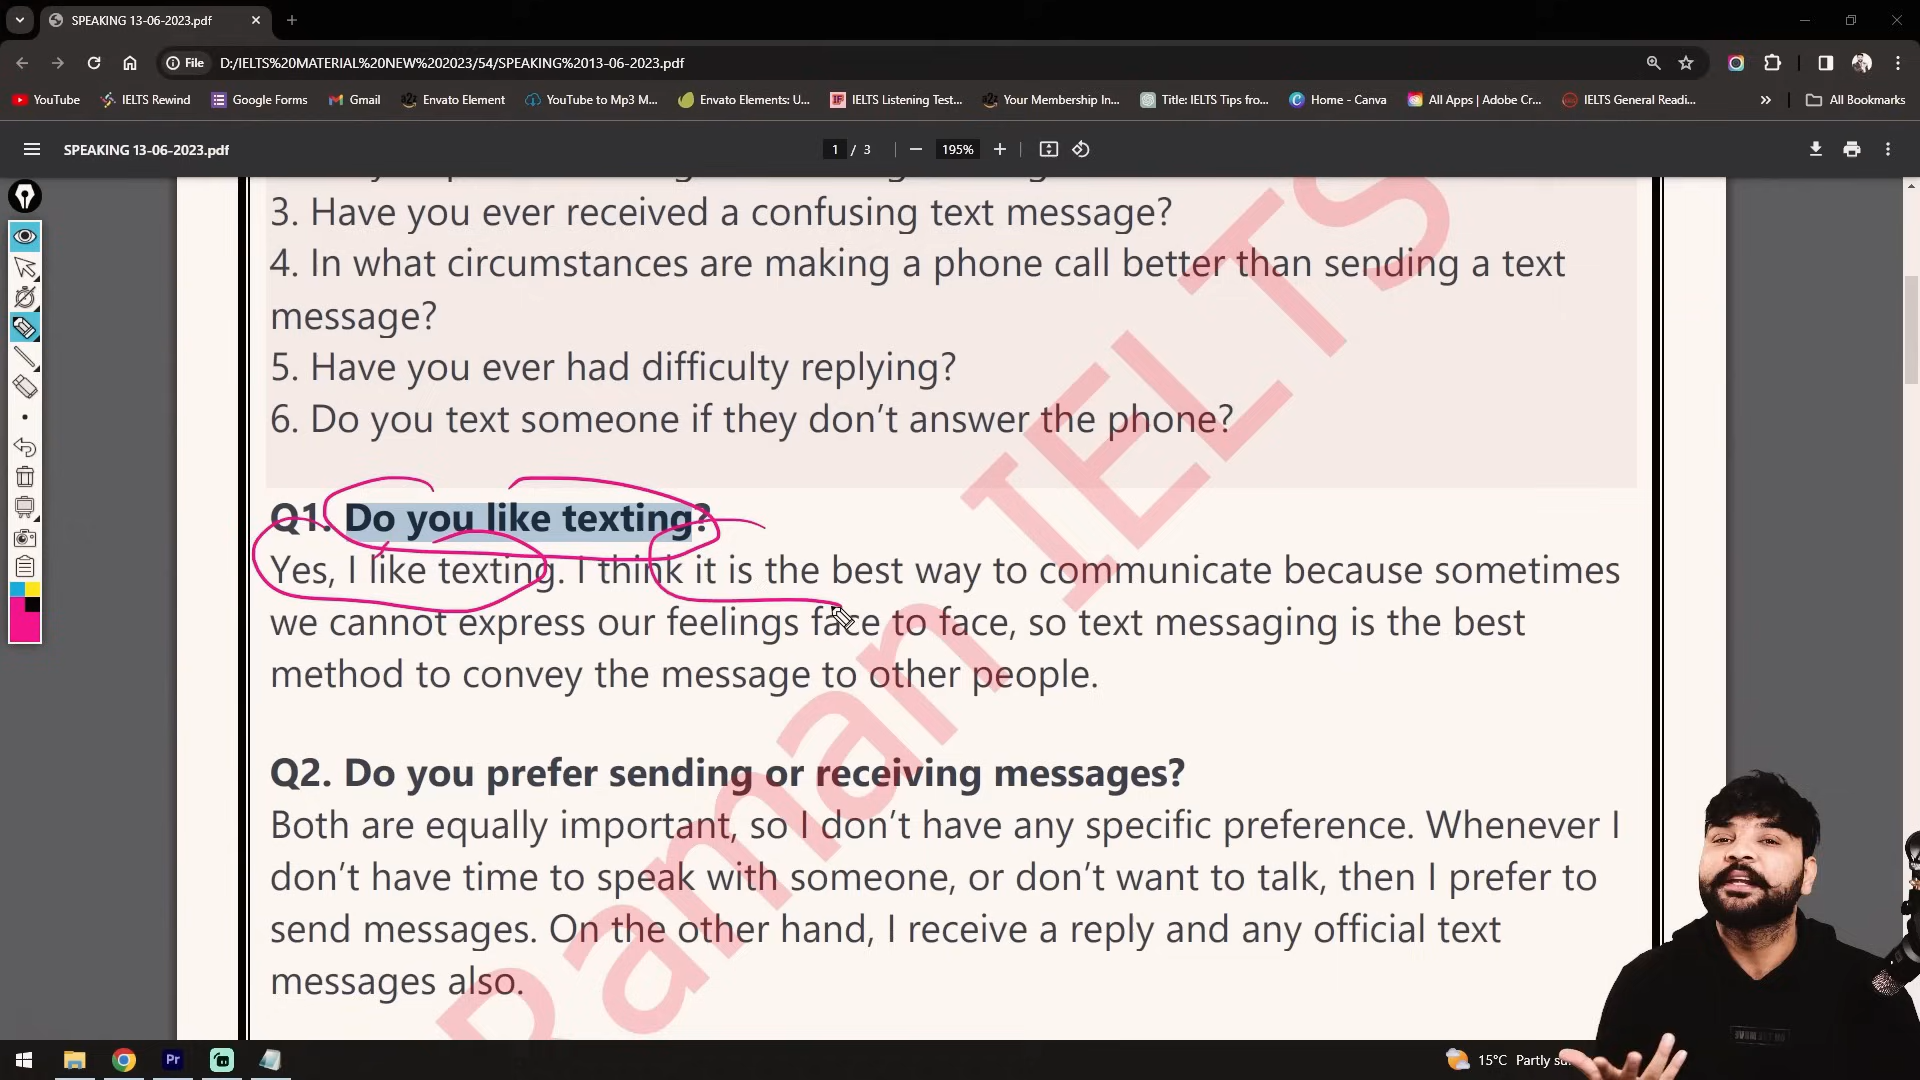 SPEAKING 13-06-2023.pdf
File D:/IELTS%20MATERIAL%20NEW%202023/54/SPEAKING%2013-06-2023.pdf
YouTube IELTS Rewind Google Forms Gmail Envato Element YouTube to Mp3 M... Envato Elements: U... IELTS Listening Test... Your Membership In... Title: IELTS Tips fro... Home - Canva All Apps | Adobe Cr... IELTS General Readi... » All Bookmarks
SPEAKING 13-06-2023.pdf 1 / 3 195%
3. Have you ever received a confusing text message?
4. In what circumstances are making a phone call better than sending a text
message?
5. Have you ever had difficulty replying?
6. Do you text someone if they don't answer the phone?
Q1. Do you like texting?
Yes, I like texting. I think it is the best way to communicate because sometimes
we cannot express our feelings face to face, so text messaging is the best
method to convey the message to other people.
Q2. Do you prefer sending or receiving messages?
Both are equally important, so I don't have any specific preference. Whenever I
don't have time to speak with someone, or don't want to talk, then I prefer to
send messages. On the other hand, I receive a reply and any official text
messages also.
Raman IELTS
Pr
15°C Partly